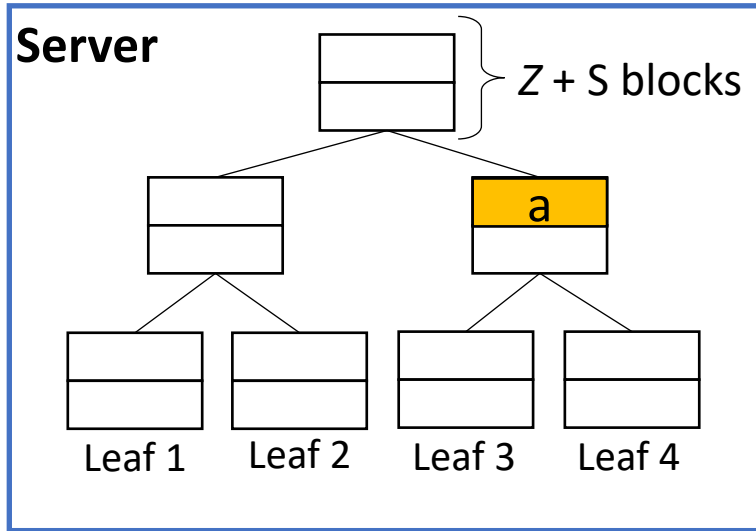 Server
Z + S blocks
a
Leaf 1
Leaf 2
Leaf 3
Leaf 4